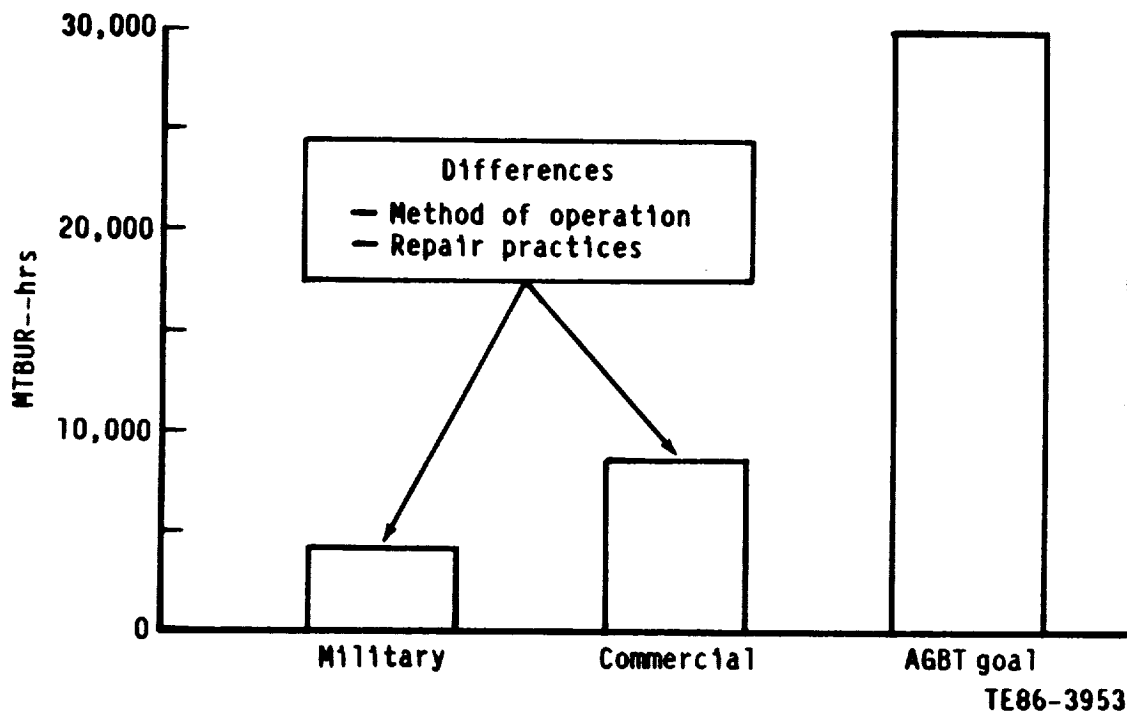 30,000
20,000
10,000
0
MTBUR--hrs
Differences
— Method of operation
— Repair practices
Military
Commercial
AGBT goal
TE86-3953